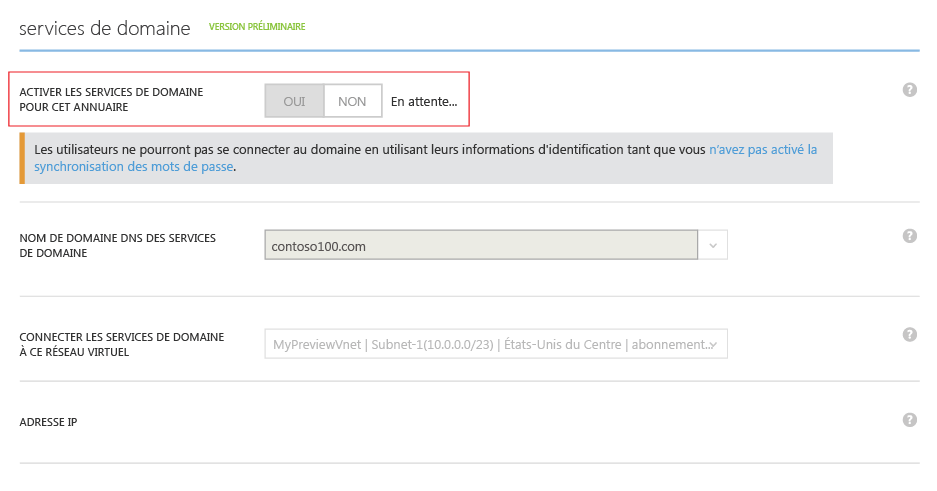 services de domaine VERSION PRÉLIMINAIRE
ACTIVER LES SERVICES DE DOMAINE
POUR CET ANNUAIRE
OUI NON En attente...
?
Les utilisateurs ne pourront pas se connecter au domaine en utilisant leurs informations d'identification tant que vous n'avez pas activé la
synchronisation des mots de passe.
NOM DE DOMAINE DNS DES SERVICES
DE DOMAINE
contoso100.com
?
CONNECTER LES SERVICES DE DOMAINE
À CE RÉSEAU VIRTUEL
MyPreviewVnet | Subnet-1(10.0.0.0/23) | États-Unis du Centre | abonnement...
?
ADRESSE IP
?